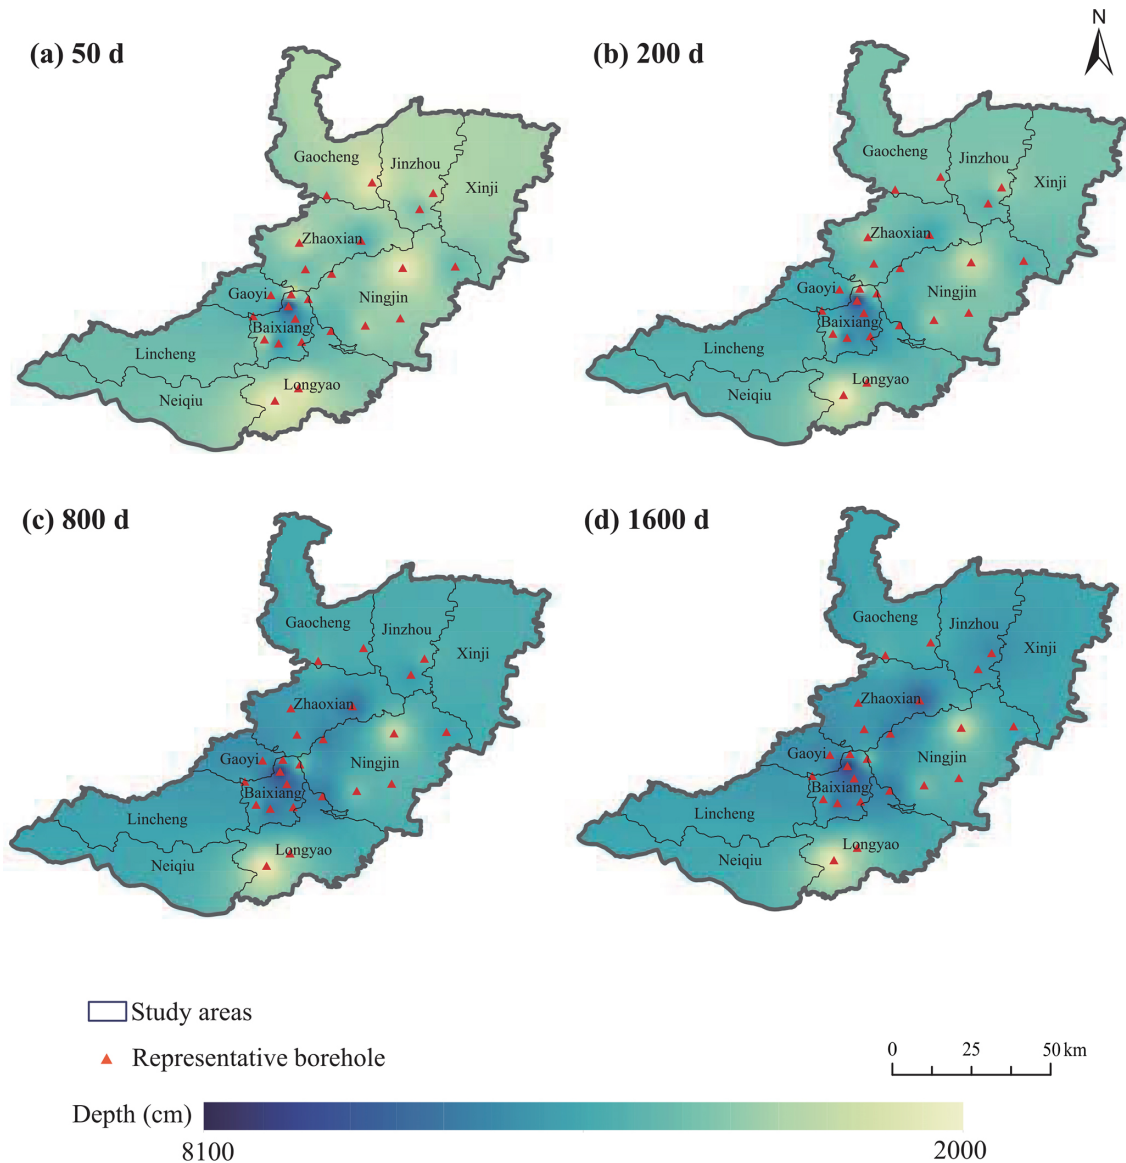 N
(a) 50 d
(b) 200 d
Gaocheng
Jinzhou
Xinji
Zhaoxian
Gaoyi
Ningjin
Baixiang
Lincheng
Longyao
Neiqiu
Gaocheng
Jinzhou
Xinji
Zhaoxian
Gaoyi
Ningjin
Baixiang
Lincheng
Longyao
Neiqiu
(c) 800 d
(d) 1600 d
Gaocheng
Jinzhou
Xinji
Zhaoxian
Gaoyi
Ningjin
Baixiang
Lincheng
Longyao
Neiqiu
Gaocheng
Jinzhou
Xinji
Zhaoxian
Gaoyi
Ningjin
Baixiang
Lincheng
Longyao
Neiqiu
Study areas
Representative borehole
0 25 50 km
Depth (cm)
8100 2000